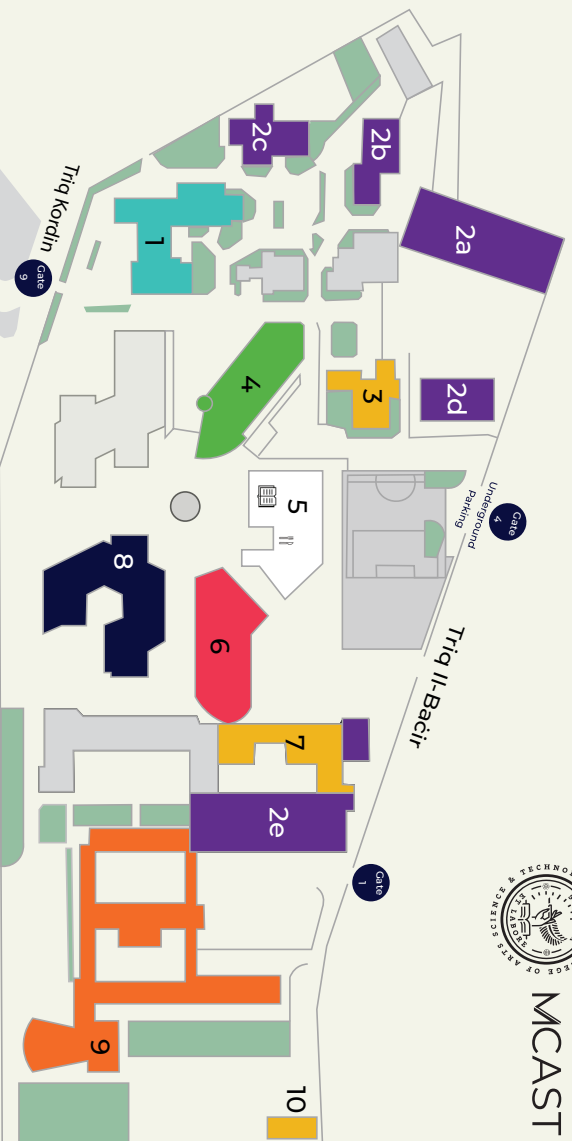 2c
2b
2a
1
Triq Kordin
Gate
9
4
3
2d
5
Gate
4
Underground
Parking
8
6
Triq Il-Bacir
7
2e
Gate
1
9
10
MCAST